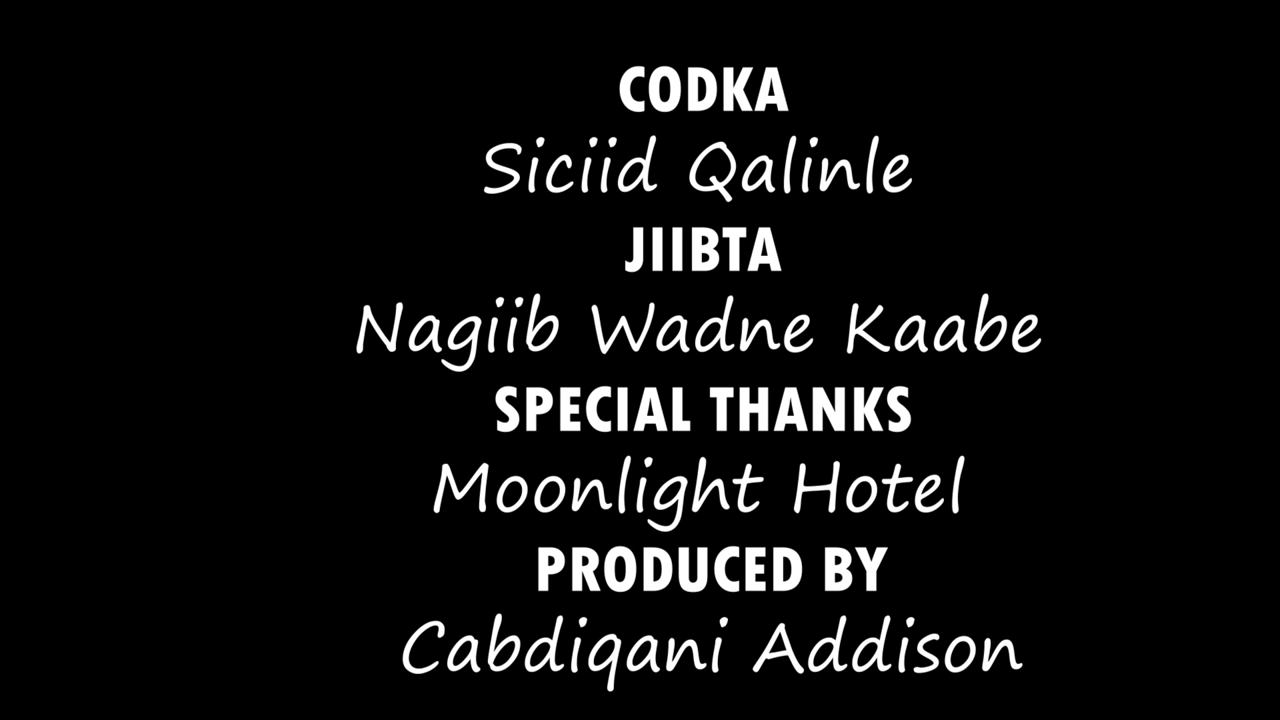 CODKA
Siciid Qalinle
JIIBTA
Nagiib Wadne Kaabe
SPECIAL THANKS
Moonlight Hotel
PRODUCED BY
Cabdiqani Addison